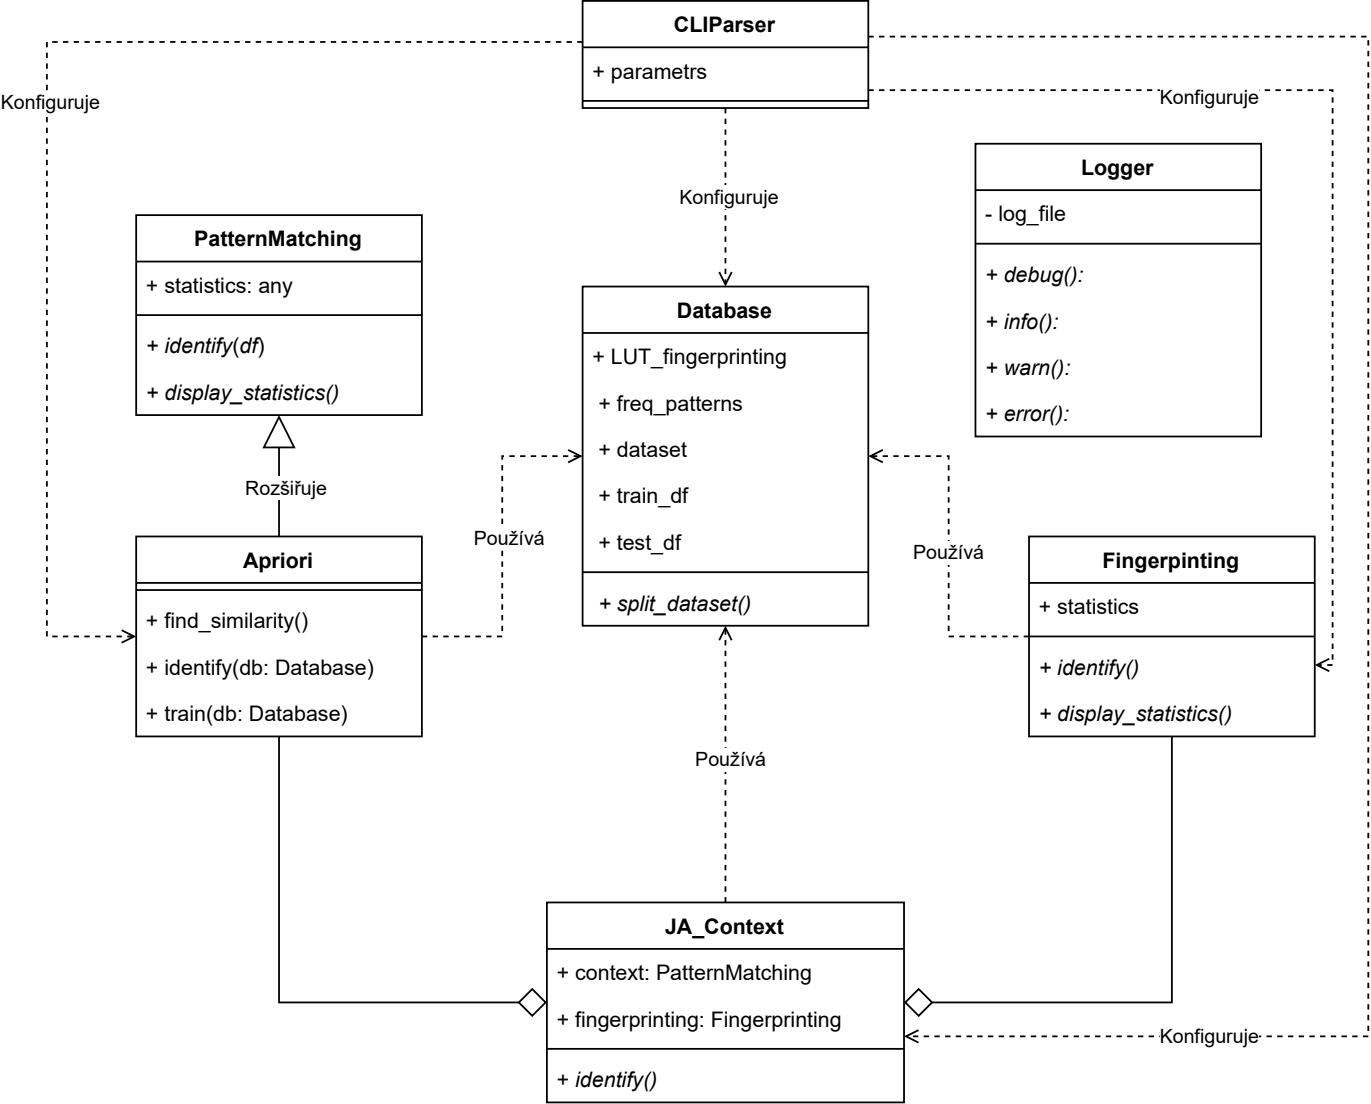 CLIParser
+ parametrs
Konfiguruje
Konfiguruje
Konfiguruje
Logger
- log_file
+ debug():
+ info():
+ warn():
+ error():
PatternMatching
+ statistics: any
+ identify(df)
+ display_statistics()
Rozšiřuje
Database
+ LUT_fingerprinting
+ freq_patterns
+ dataset
+ train_df
+ test_df
+ split_dataset()
Používá
Používá
Apriori
+ find_similarity()
+ identify(db: Database)
+ train(db: Database)
Fingerpinting
+ statistics
+ identify()
+ display_statistics()
Používá
JA_Context
+ context: PatternMatching
+ fingerprinting: Fingerprinting
+ identify()
Konfiguruje